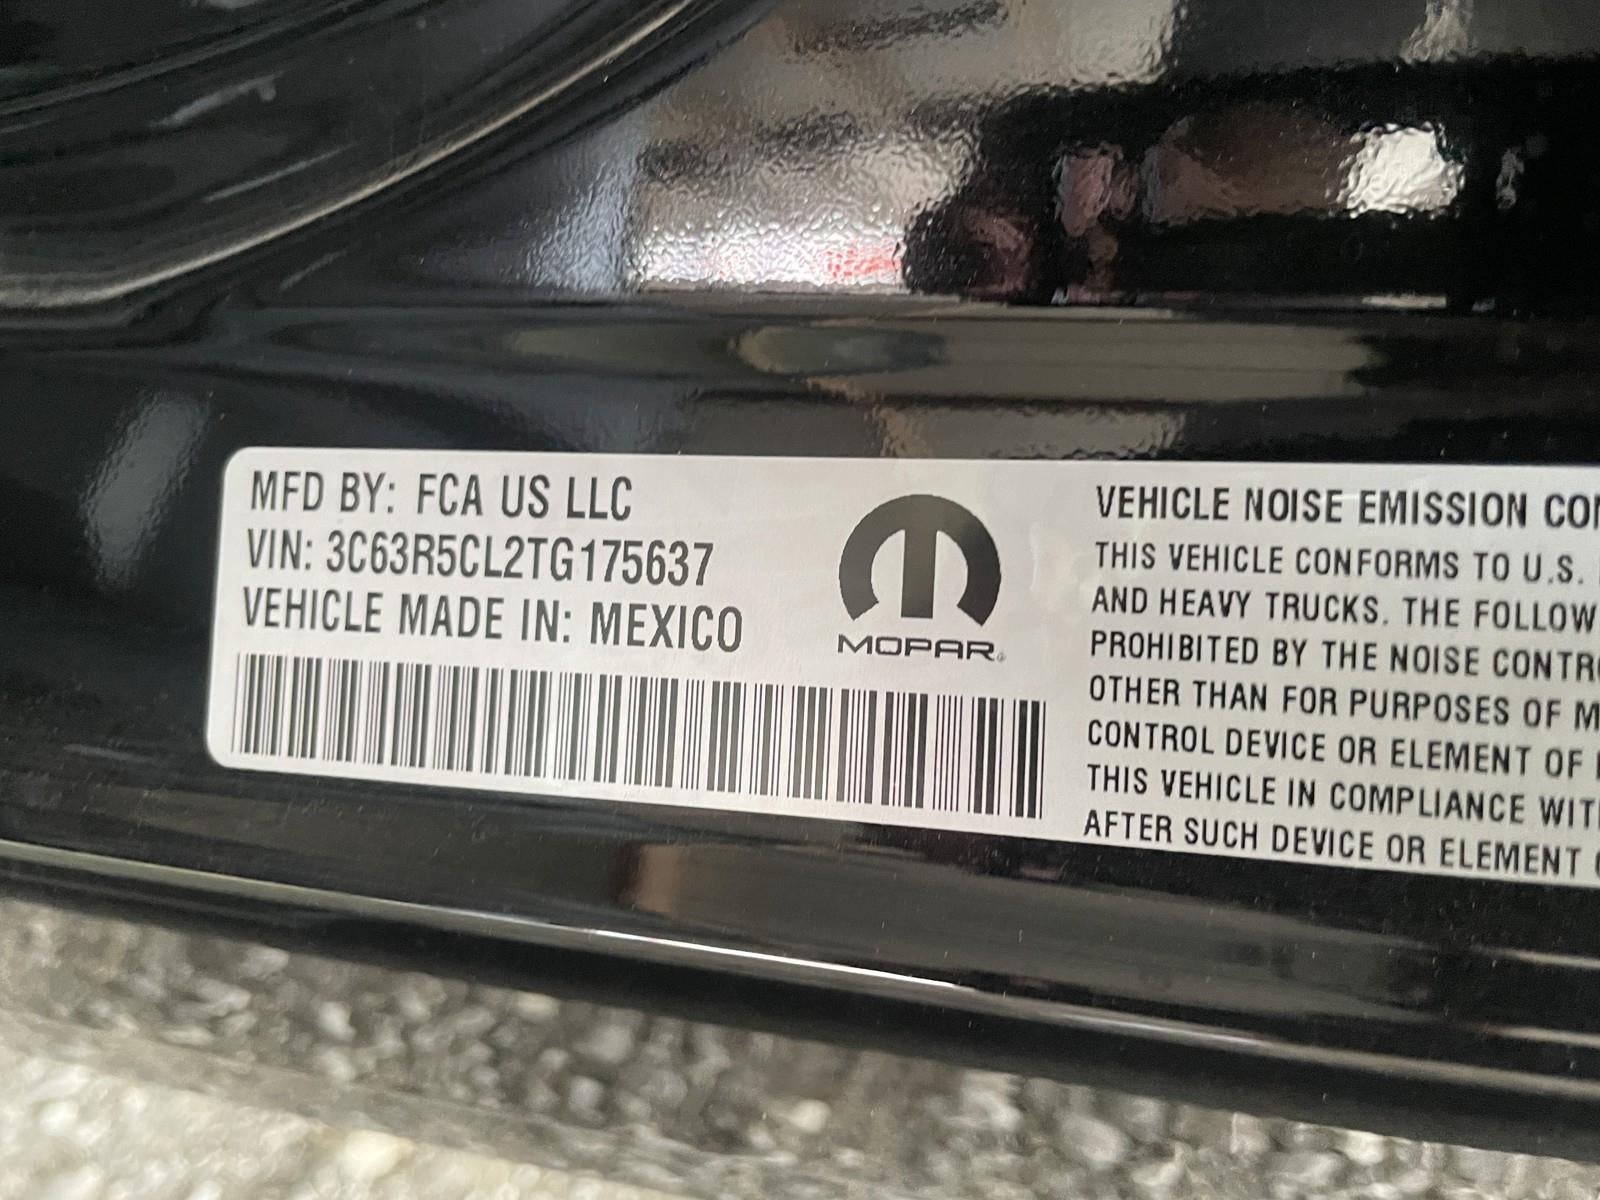 MFD BY: FCA US LLC
VIN: 3C63R5CL2TG175637
VEHICLE MADE IN: MEXICO
MOPAR®
VEHICLE NOISE EMISSION
THIS VEHICLE CONFORMS TO U.S.
AND HEAVY TRUCKS. THE
PROHIBITED BY THE NOISE
OTHER THAN FOR PURPOSES OF
CONTROL DEVICE OR ELEMENT OF
THIS VEHICLE IN COMPLIANCE
AFTER SUCH DEVICE OR ELEMENT